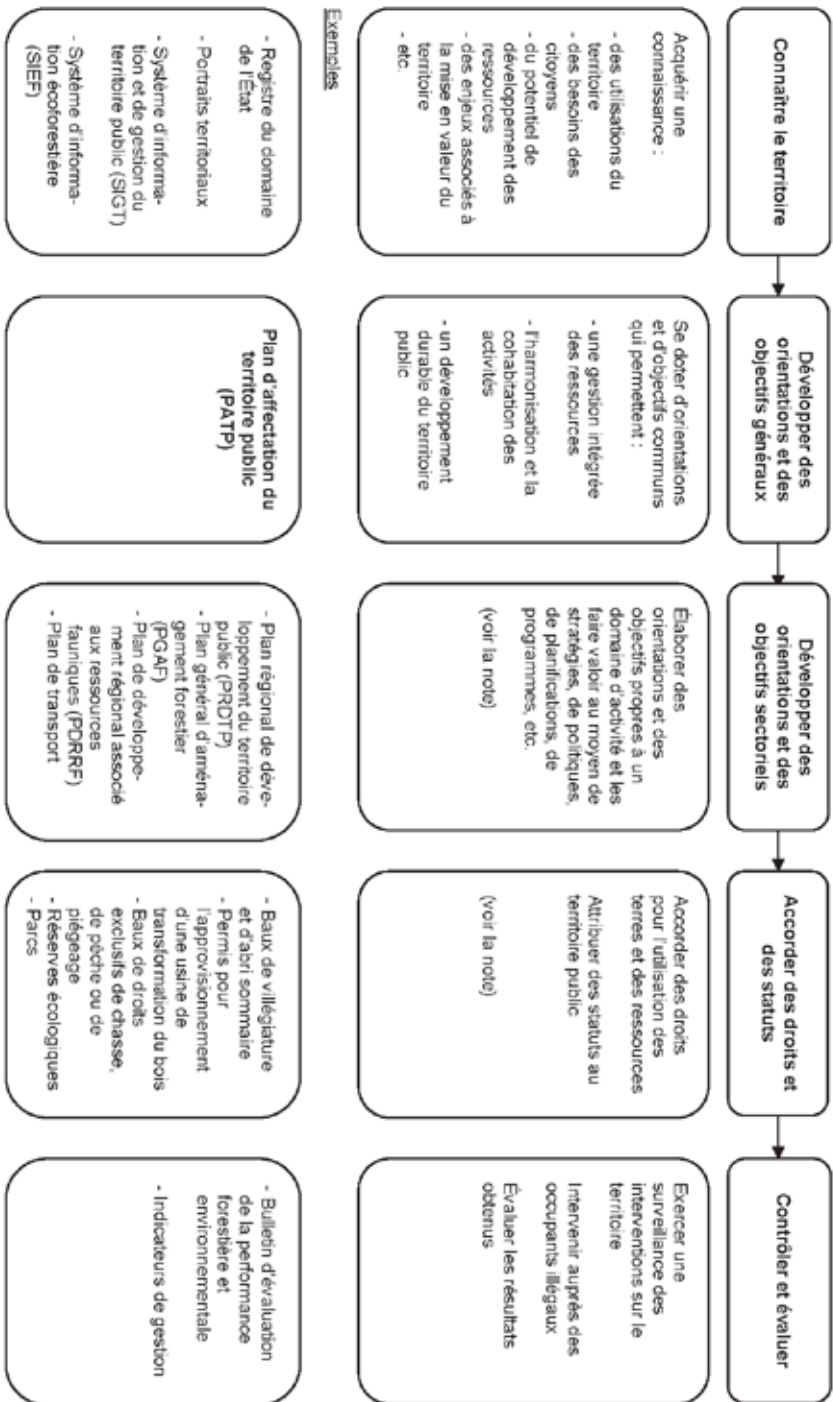 Connaître le territoire
Développer des
orientations et des
objectifs généraux
Développer des
orientations et des
objectifs sectoriels
Accorder des droits et
des statuts
Contrôler et évaluer
Acquérir une
connaissance :
- des utilisations du
territoire
- des besoins des
citoyens
- du potentiel de
développement des
ressources
- des enjeux associés à
la mise en valeur du
territoire
- etc.
Se doter d'orientations
et d'objectifs communs
qui permettent :
- une gestion intégrée
des ressources
- l'harmonisation et la
cohabitation des
activités
- un développement
durable du territoire
public
Élaborer des
orientations et des
objectifs propres à un
domaine d'activité et les
faire valoir au moyen de
stratégies, de politiques,
de planifications, de
programmes, etc.
(voir la note)
Accorder des droits
pour l'utilisation des
terres et des ressources
Attribuer des statuts au
territoire public
(voir la note)
Exercer une
surveillance des
interventions sur le
territoire
Intervenir auprès des
occupants illégaux
Évaluer les résultats
obtenus
Exemples
- Registre du domaine
de l'État
- Portraits territoriaux
- Système d'informa-
tion et de gestion du
territoire public (SIGT)
- Système d'informa-
tion écoforestière
(SIEF)
Plan d'affectation du
territoire public
(PATP)
- Plan régional de déve-
loppement du territoire
public (PRDTP)
- Plan général d'aména-
gement forestier
(PGAF)
- Plan de développe-
ment régional associé
aux ressources
fauniques (PDRRF)
- Plan de transport
- Baux de villégiature
et d'abri sommaire
- Permis pour
l'approvisionnement
d'une usine de
transformation du bois
- Baux de droits
exclusifs de chasse,
de pêche ou de
piégeage
- Réserves écologiques
- Parcs
- Bulletin d'évaluation
de la performance
forestière et
environnementale
- Indicateurs de gestion